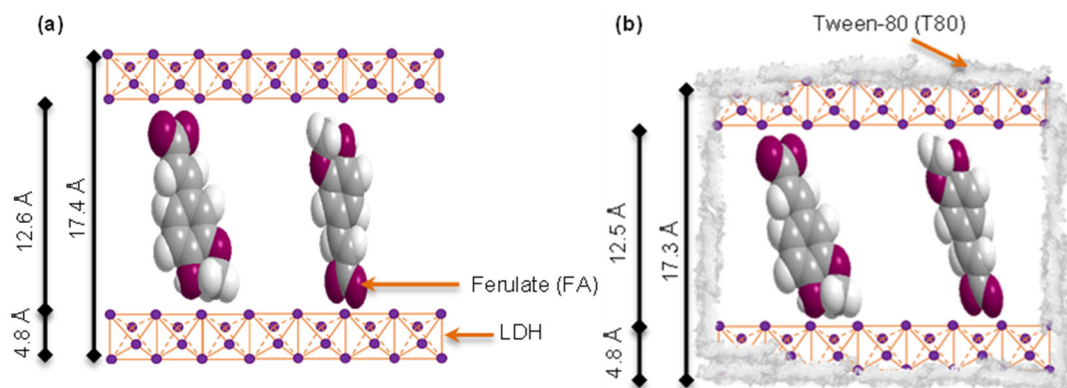 (a)
12.6 Å
17.4 Å
4.8 Å
Ferulate (FA)
LDH
(b)
Tween-80 (T80)
12.5 Å
17.3 Å
4.8 Å